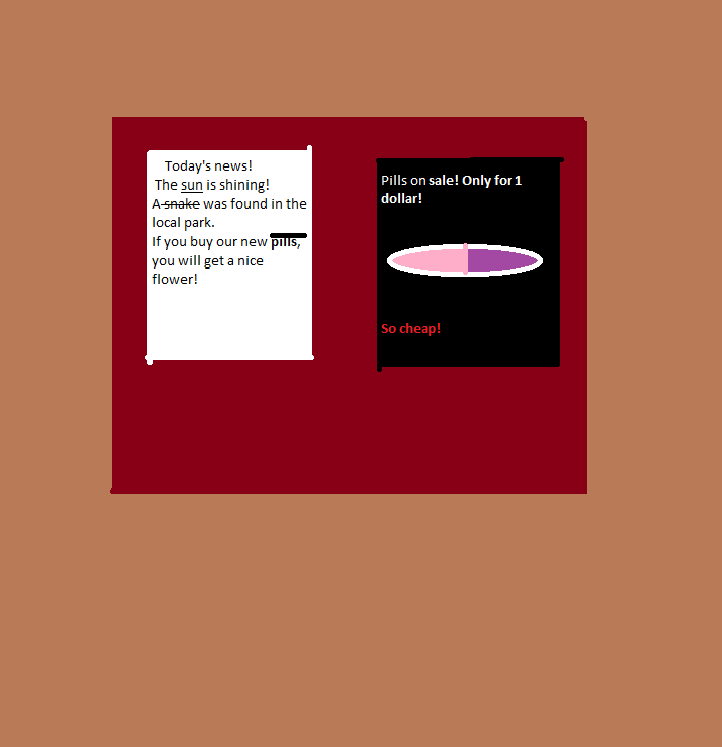 Today's news!
The sun is shining!
A snake was found in the
local park.
If you buy our new pills,
you will get a nice
flower!
Pills on sale! Only for 1
dollar!
So cheap!